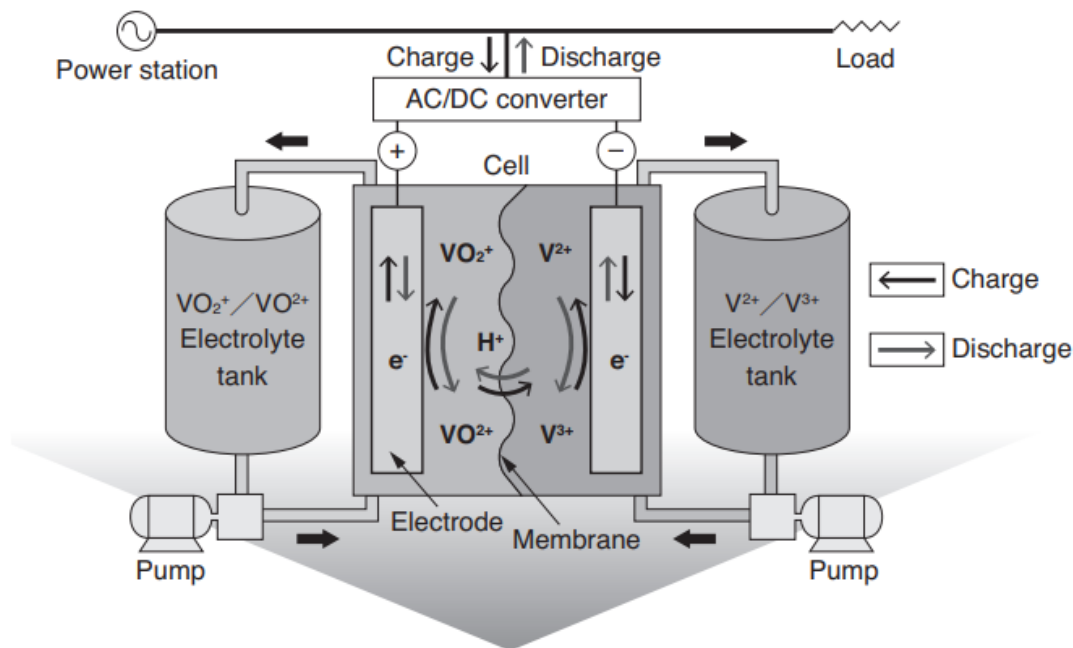 Power station
Charge
Discharge
Load
AC/DC converter
+
−
Cell
VO₂⁺／VO²⁺
Electrolyte
tank
VO₂⁺
V²⁺
H⁺
e⁻
e⁻
VO²⁺
V³⁺
V²⁺／V³⁺
Electrolyte
tank
Charge
Discharge
Electrode
Membrane
Pump
Pump